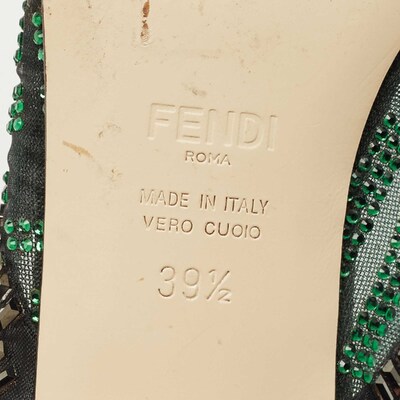 FENDI
ROMA
MADE IN ITALY
VERO CUOIO
39½